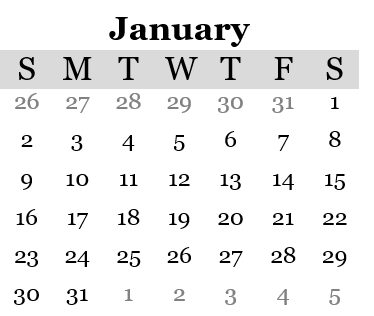 January
S M T W T F S
26 27 28 29 30 31 1
2 3 4 5 6 7 8
9 10 11 12 13 14 15
16 17 18 19 20 21 22
23 24 25 26 27 28 29
30 31 1 2 3 4 5